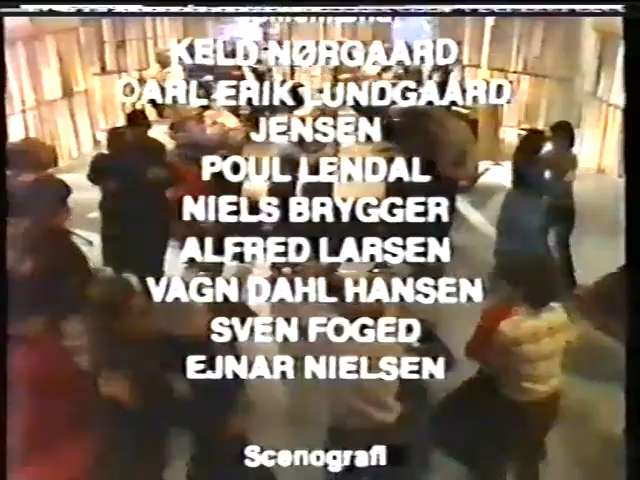 KELD NØRGAARD
CARL ERIK LUNDGAARD
JENSEN
POUL LENDAL
NIELS BRYGGER
ALFRED LARSEN
VAGN DAHL HANSEN
SVEN FOGED
EJNAR NIELSEN
Scenografi